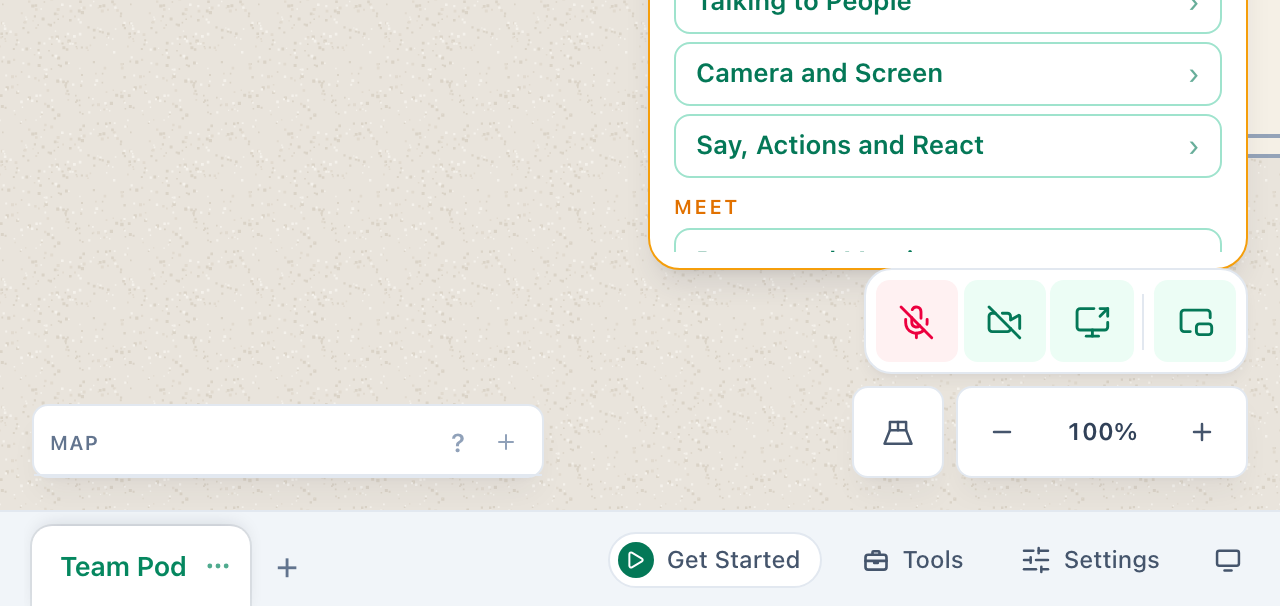 Talking to People
Camera and Screen
Say, Actions and React
MEET
MAP ? +
100%
Team Pod ... +
Get Started
Tools
Settings